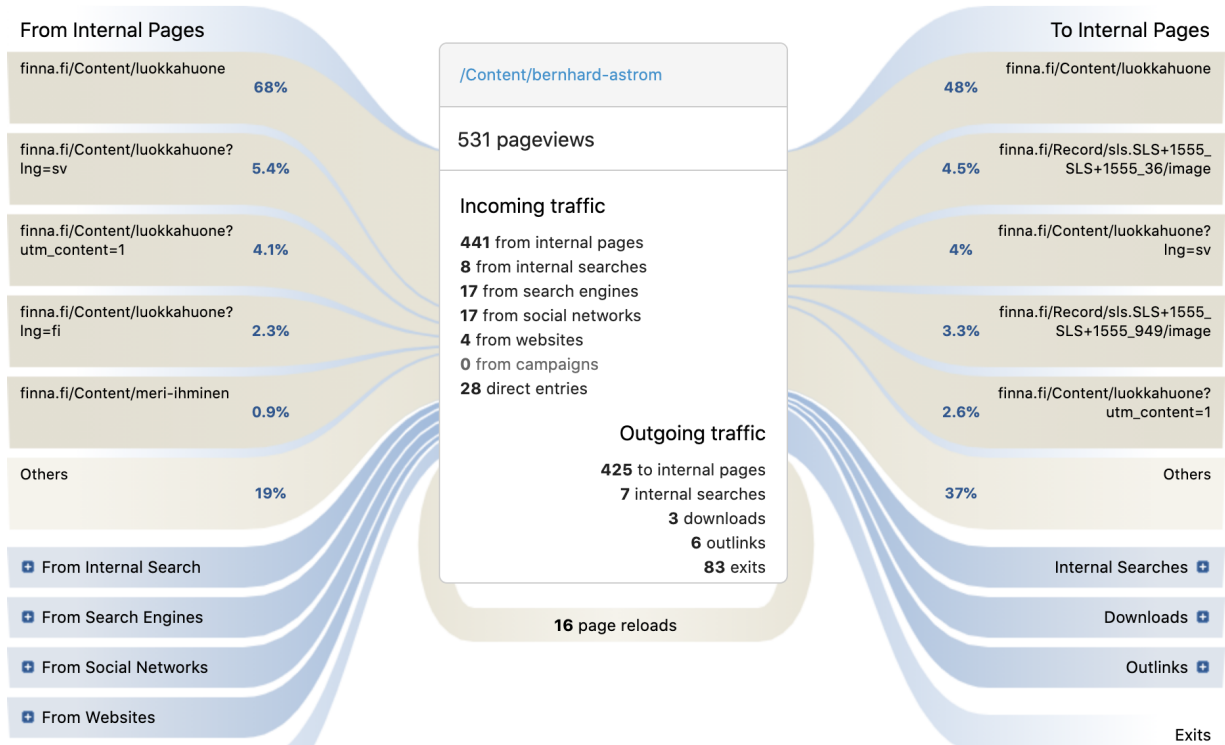 From Internal Pages
finna.fi/Content/luokkahuone
68%
finna.fi/Content/luokkahuone?
lng=sv
5.4%
finna.fi/Content/luokkahuone?
utm_content=1
4.1%
finna.fi/Content/luokkahuone?
lng=fi
2.3%
finna.fi/Content/meri-ihminen
0.9%
Others
19%
From Internal Search
From Search Engines
From Social Networks
From Websites
/Content/bernhard-astrom
531 pageviews
Incoming traffic
441 from internal pages
8 from internal searches
17 from search engines
17 from social networks
4 from websites
0 from campaigns
28 direct entries
Outgoing traffic
425 to internal pages
7 internal searches
3 downloads
6 outlinks
83 exits
16 page reloads
To Internal Pages
finna.fi/Content/luokkahuone
48%
finna.fi/Record/sls.SLS+1555_
SLS+1555_36/image
4.5%
finna.fi/Content/luokkahuone?
lng=sv
4%
finna.fi/Record/sls.SLS+1555_
SLS+1555_949/image
3.3%
finna.fi/Content/luokkahuone?
utm_content=1
2.6%
Others
37%
Internal Searches
Downloads
Outlinks
Exits